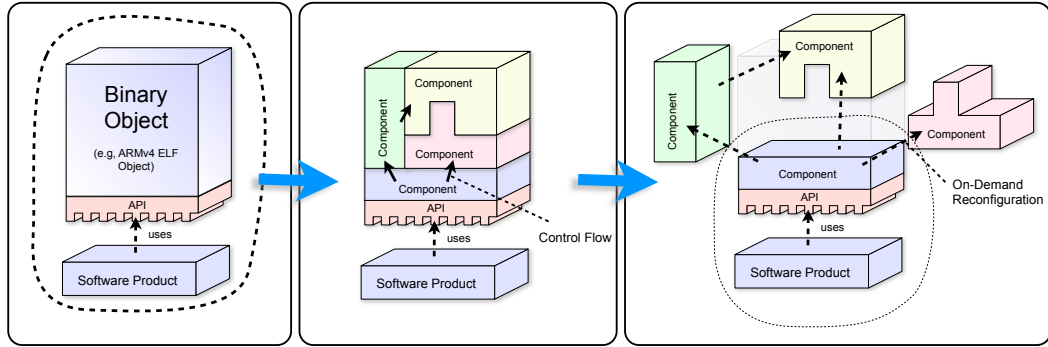 Binary
Object
(e.g, ARMv4 ELF
Object)
API
uses
Software Product
Component
Component
Component
Component
API
uses
Control Flow
Software Product
Component
Component
Component
Component
API
On-Demand
Reconfiguration
uses
Software Product